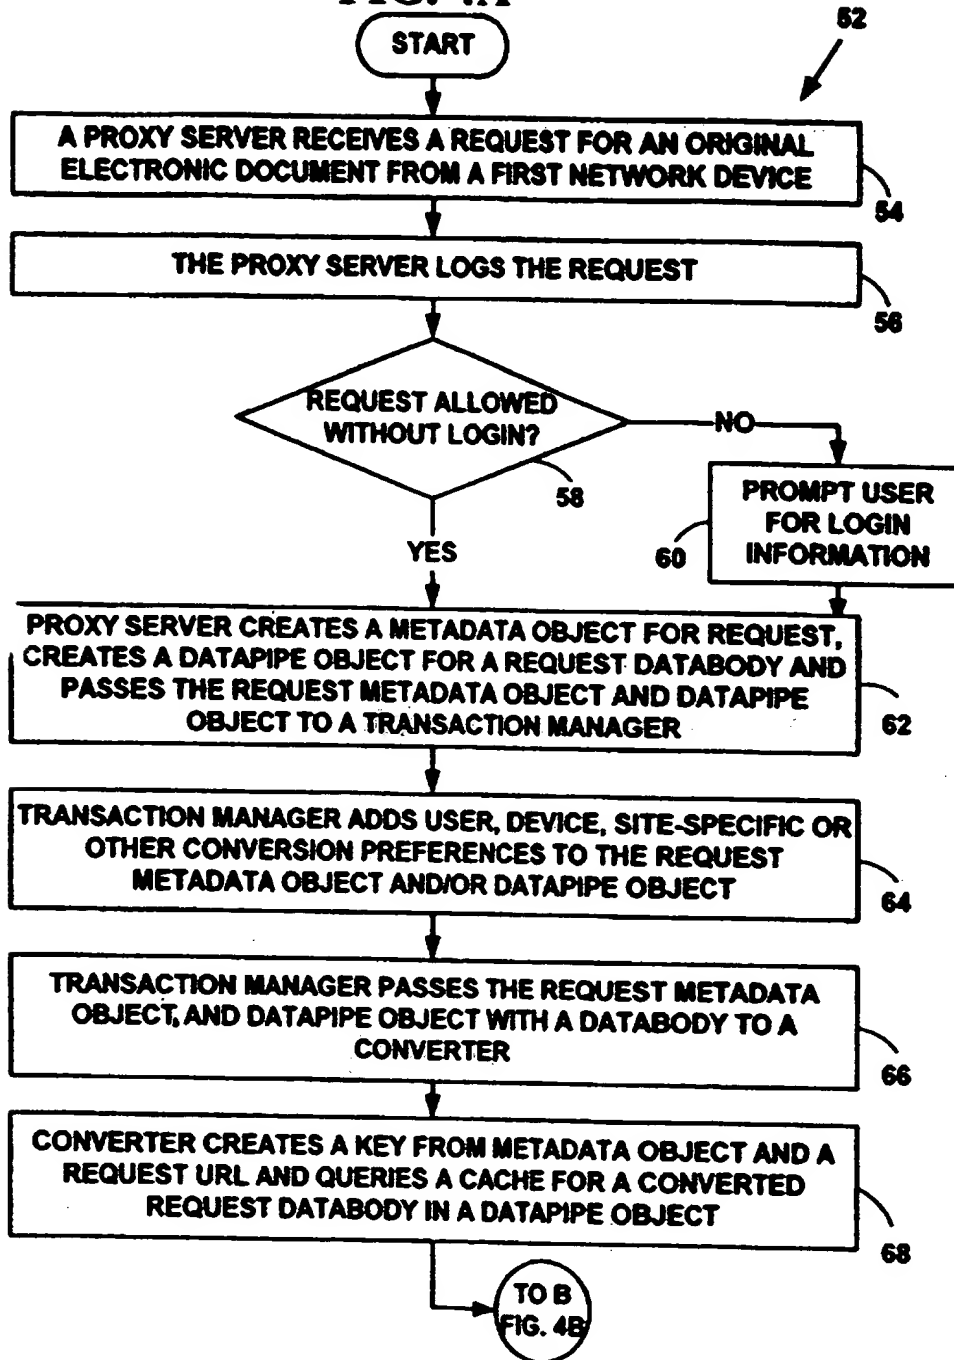 START
52
A PROXY SERVER RECEIVES A REQUEST FOR AN ORIGINAL
ELECTRONIC DOCUMENT FROM A FIRST NETWORK DEVICE
54
THE PROXY SERVER LOGS THE REQUEST
56
REQUEST ALLOWED
WITHOUT LOGIN?
58
NO
PROMPT USER
FOR LOGIN
INFORMATION
60
YES
PROXY SERVER CREATES A METADATA OBJECT FOR REQUEST,
CREATES A DATAPIPE OBJECT FOR A REQUEST DATABODY AND
PASSES THE REQUEST METADATA OBJECT AND DATAPIPE
OBJECT TO A TRANSACTION MANAGER
62
TRANSACTION MANAGER ADDS USER, DEVICE, SITE-SPECIFIC OR
OTHER CONVERSION PREFERENCES TO THE REQUEST
METADATA OBJECT AND/OR DATAPIPE OBJECT
64
TRANSACTION MANAGER PASSES THE REQUEST METADATA
OBJECT, AND DATAPIPE OBJECT WITH A DATABODY TO A
CONVERTER
66
CONVERTER CREATES A KEY FROM METADATA OBJECT AND A
REQUEST URL AND QUERIES A CACHE FOR A CONVERTED
REQUEST DATABODY IN A DATAPIPE OBJECT
68
TO B
FIG. 4B